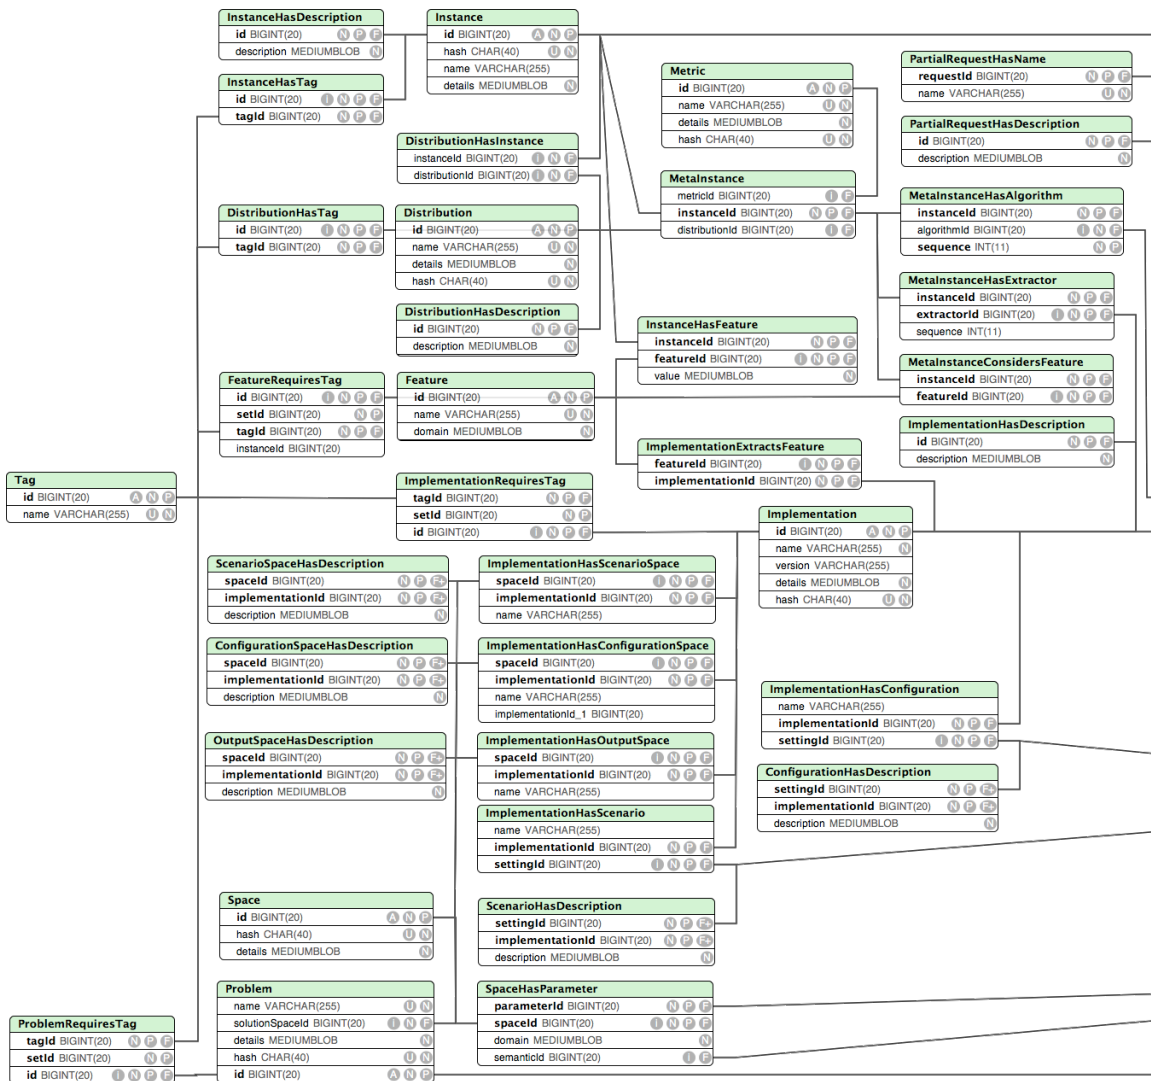 InstanceHasDescription
id BIGINT(20) N P F
description MEDIUMBLOB N
Instance
id BIGINT(20) A N P
hash CHAR(40) U N
name VARCHAR(255)
details MEDIUMBLOB N
InstanceHasTag
id BIGINT(20) I N P F
tagId BIGINT(20) N P F
Metric
id BIGINT(20) A N P
name VARCHAR(255) U N
details MEDIUMBLOB N
hash CHAR(40) U N
PartialRequestHasName
requestId BIGINT(20) N P F
name VARCHAR(255) U N
PartialRequestHasDescription
id BIGINT(20) N P F
description MEDIUMBLOB N
DistributionHasInstance
instanceId BIGINT(20) I N F
distributionId BIGINT(20) I N F
MetaInstance
metricId BIGINT(20) I F
instanceId BIGINT(20) N P F
distributionId BIGINT(20) I F
MetaInstanceHasAlgorithm
instanceId BIGINT(20) N P F
algorithmId BIGINT(20) I N F
sequence INT(11) N P
DistributionHasTag
id BIGINT(20) I N P F
tagId BIGINT(20) N P F
Distribution
id BIGINT(20) A N P
name VARCHAR(255) U N
details MEDIUMBLOB N
hash CHAR(40) U N
MetaInstanceHasExtractor
instanceId BIGINT(20) N P F
extractorId BIGINT(20) I N P F
sequence INT(11)
DistributionHasDescription
id BIGINT(20) N P F
description MEDIUMBLOB N
InstanceHasFeature
instanceId BIGINT(20) N P F
featureId BIGINT(20) I N P F
value MEDIUMBLOB N
MetaInstanceConsidersFeature
instanceId BIGINT(20) N P F
featureId BIGINT(20) I N P F
FeatureRequiresTag
id BIGINT(20) I N P F
setId BIGINT(20) N P
tagId BIGINT(20) N P F
instanceId BIGINT(20)
Feature
id BIGINT(20) A N P
name VARCHAR(255) U N
domain MEDIUMBLOB N
ImplementationHasDescription
id BIGINT(20) N P F
description MEDIUMBLOB N
ImplementationExtractsFeature
featureId BIGINT(20) I N P F
implementationId BIGINT(20) N P F
Tag
id BIGINT(20) A N P
name VARCHAR(255) U N
ImplementationRequiresTag
tagId BIGINT(20) N P F
setId BIGINT(20) N P
id BIGINT(20) I N P F
Implementation
id BIGINT(20) A N P
name VARCHAR(255) N
version VARCHAR(255)
details MEDIUMBLOB N
hash CHAR(40) U N
ScenarioSpaceHasDescription
spaceId BIGINT(20) N P F+
implementationId BIGINT(20) N P F+
description MEDIUMBLOB N
ImplementationHasScenarioSpace
spaceId BIGINT(20) I N P F
implementationId BIGINT(20) N P F
name VARCHAR(255)
ConfigurationSpaceHasDescription
spaceId BIGINT(20) N P F+
implementationId BIGINT(20) N P F+
description MEDIUMBLOB N
ImplementationHasConfigurationSpace
spaceId BIGINT(20) I N P F
implementationId BIGINT(20) N P F
name VARCHAR(255)
implementationId_1 BIGINT(20)
ImplementationHasConfiguration
name VARCHAR(255)
implementationId BIGINT(20) N P F
settingId BIGINT(20) I N P F
OutputSpaceHasDescription
spaceId BIGINT(20) N P F+
implementationId BIGINT(20) N P F+
description MEDIUMBLOB N
ImplementationHasOutputSpace
spaceId BIGINT(20) I N P F
implementationId BIGINT(20) N P F
name VARCHAR(255)
ConfigurationHasDescription
settingId BIGINT(20) N P F+
implementationId BIGINT(20) N P F+
description MEDIUMBLOB N
ImplementationHasScenario
name VARCHAR(255)
implementationId BIGINT(20) N P F
settingId BIGINT(20) I N P F
Space
id BIGINT(20) A N P
hash CHAR(40) U N
details MEDIUMBLOB N
ScenarioHasDescription
settingId BIGINT(20) N P F+
implementationId BIGINT(20) N P F+
description MEDIUMBLOB N
Problem
name VARCHAR(255) U N
solutionSpaceId BIGINT(20) I N F
details MEDIUMBLOB N
hash CHAR(40) U N
id BIGINT(20) A N P
SpaceHasParameter
parameterId BIGINT(20) N P F
spaceId BIGINT(20) I N P F
domain MEDIUMBLOB N
semanticId BIGINT(20) I F
ProblemRequiresTag
tagId BIGINT(20) N P F
setId BIGINT(20) N P
id BIGINT(20) I N P F